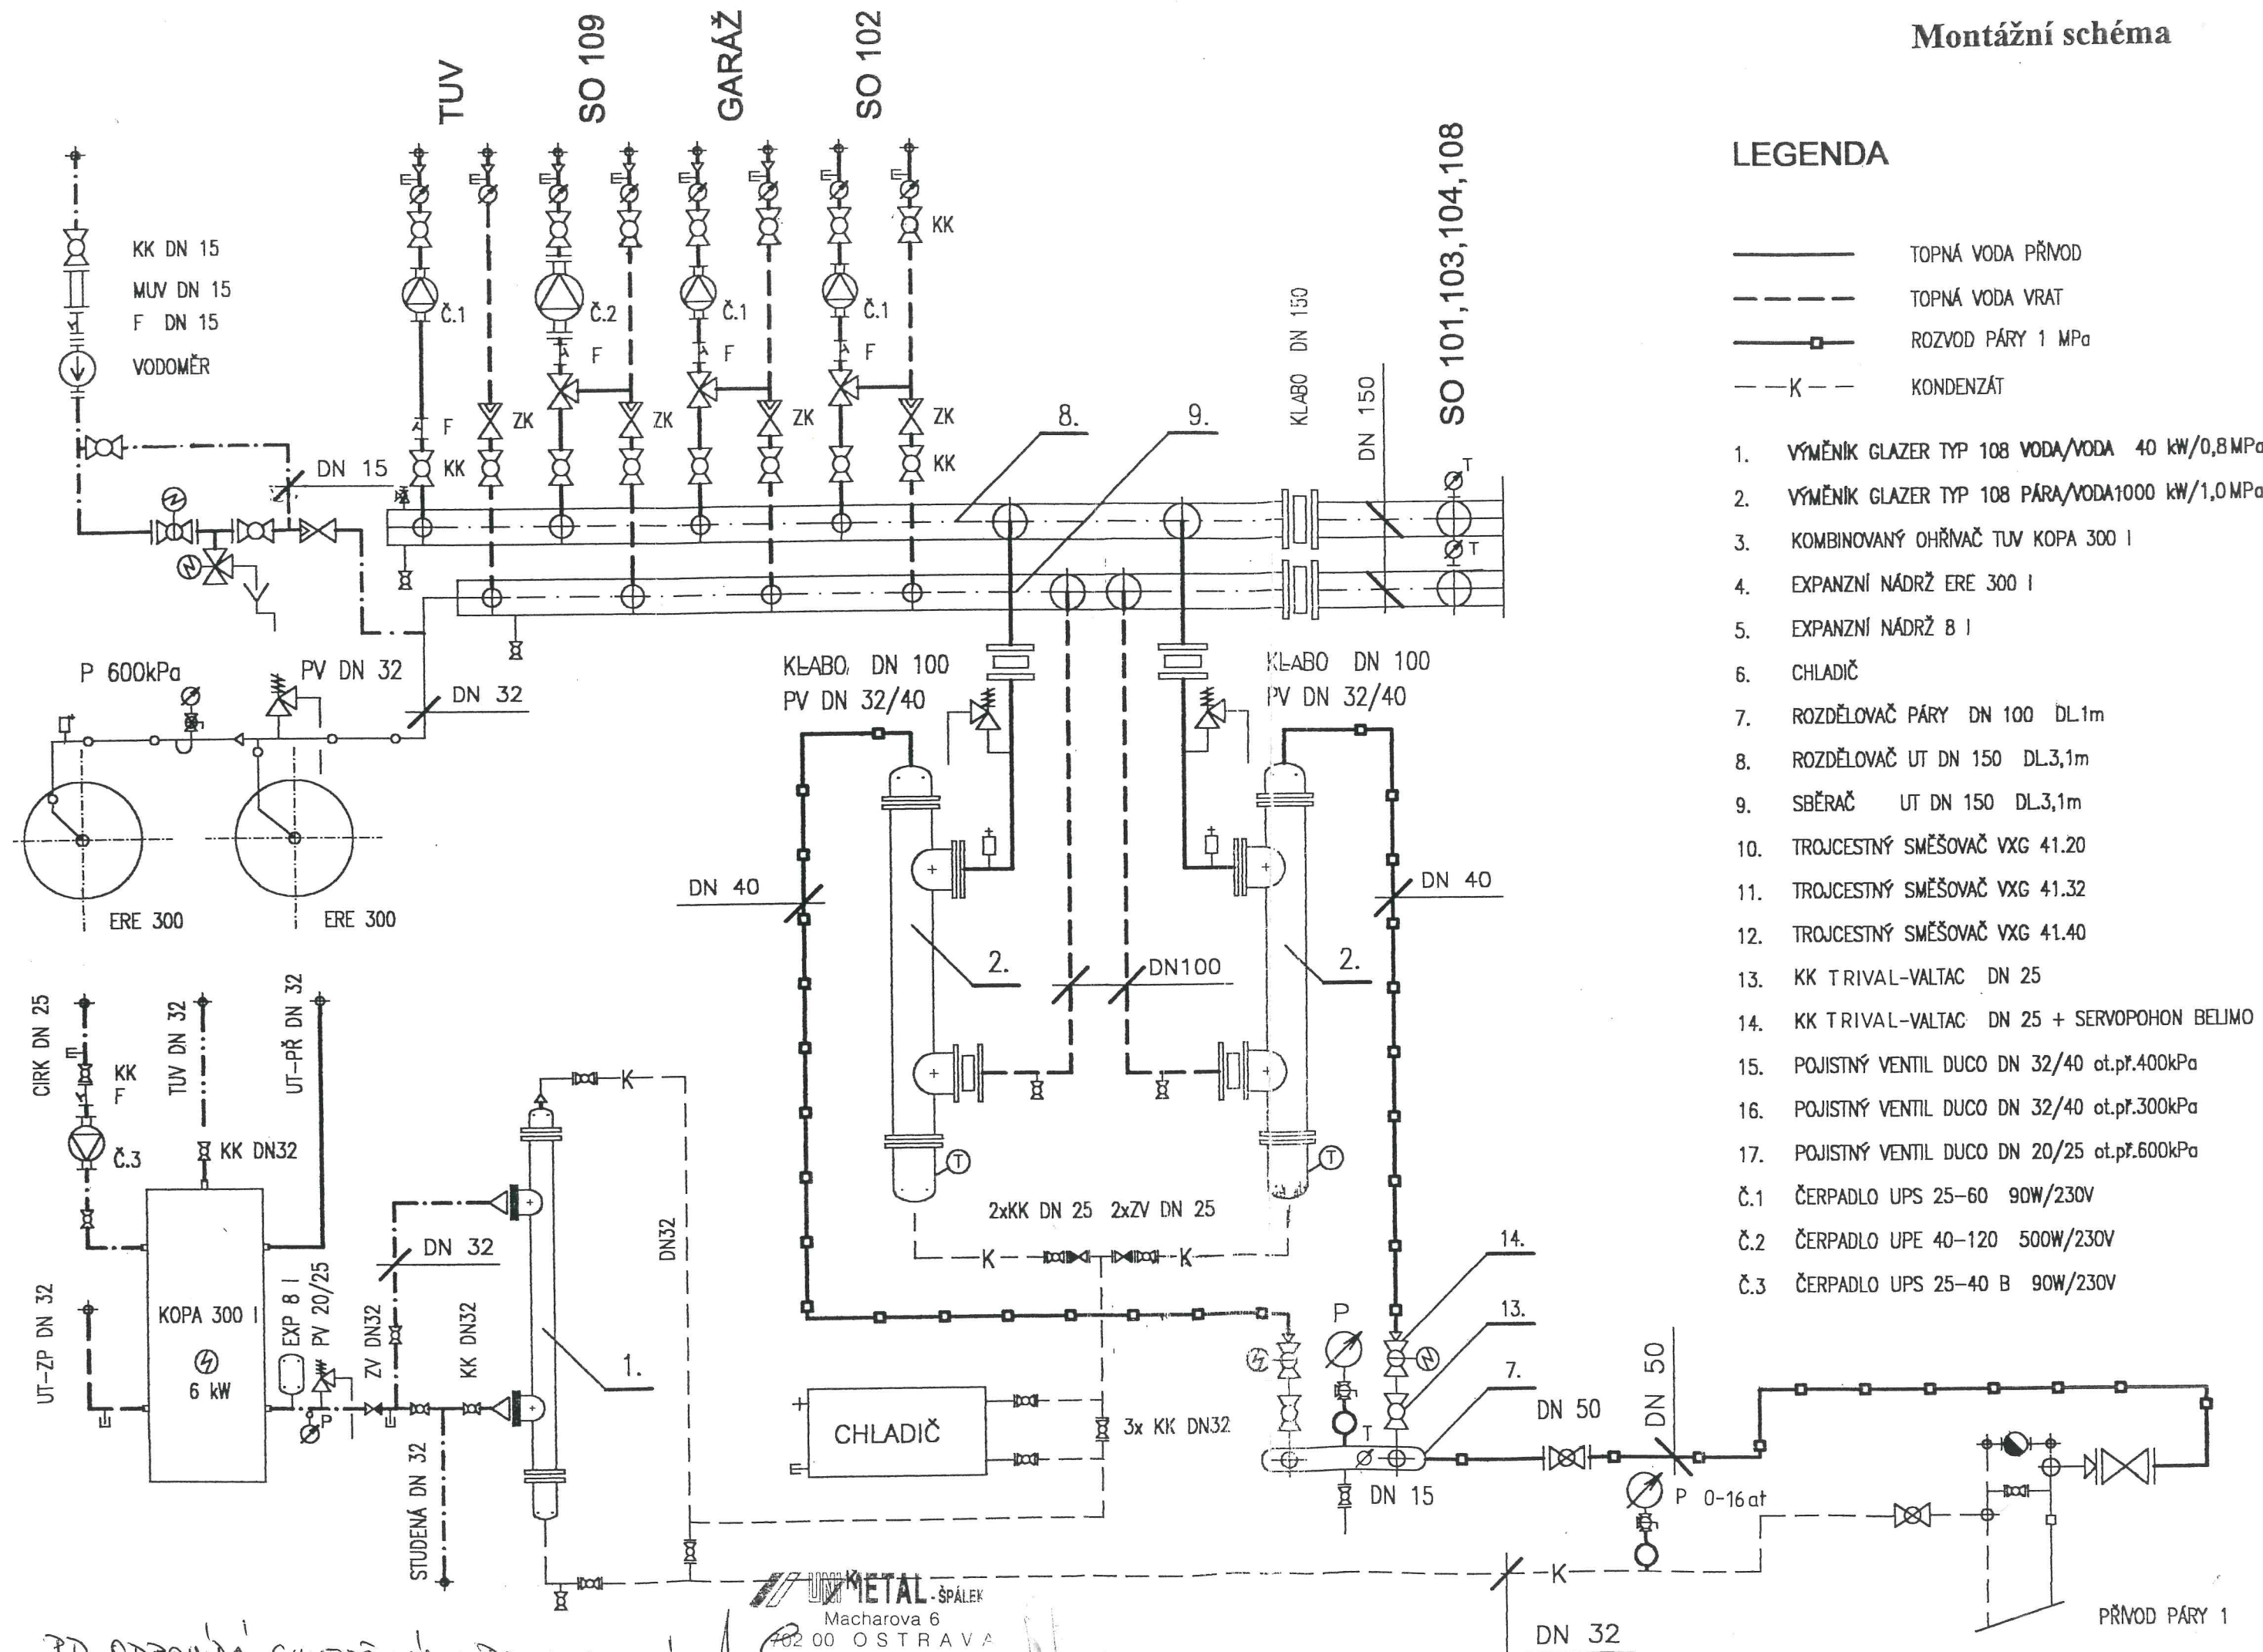 Montážní schéma
TUV
SO 109
GARÁŽ
SO 102
SO 101,103,104,108
KLABO DN 150
DN 150
KK DN 15
MUV DN 15
F DN 15
VODOMĚR
DN 15
Č.1
Č.2
Č.1
Č.1
F
F
F
F
KK
ZK
ZK
ZK
ZK
KK
KK
8.
9.
T
T
P 600kPa
PV DN 32
DN 32
ERE 300
ERE 300
KLABO DN 100
PV DN 32/40
KLABO DN 100
PV DN 32/40
DN 40
DN 40
2.
2.
DN100
T
T
CIRK DN 25
TUV DN 32
UT-PŘ DN 32
KK
F
Č.3
KK DN32
UT-ZP DN 32
KOPA 300 l
6 kW
EXP 8 l
PV 20/25
P
ZV DN32
KK DN32
DN 32
STUDENÁ DN 32
K
DN32
1.
2xKK DN 25 2xZV DN 25
K
K
CHLADIČ
3x KK DN32
P
T
14.
13.
7.
DN 15
DN 50
DN 50
P 0-16at
K
K
DN 32
PŘÍVOD PÁRY 1
UNIMETAL-ŠPÁLEK
Macharova 6
702 00 OSTRAVA
PD ODPOVÍDÁ
LEGENDA
TOPNÁ VODA PŘÍVOD
TOPNÁ VODA VRAT
ROZVOD PÁRY 1 MPa
K KONDENZÁT
1. VÝMĚNÍK GLAZER TYP 108 VODA/VODA 40 kW/0,8MPa
2. VÝMĚNÍK GLAZER TYP 108 PÁRA/VODA1000 kW/1,0MPa
3. KOMBINOVANÝ OHŘÍVAČ TUV KOPA 300 l
4. EXPANZNÍ NÁDRŽ ERE 300 l
5. EXPANZNÍ NÁDRŽ 8 l
6. CHLADIČ
7. ROZDĚLOVAČ PÁRY DN 100 DL.1m
8. ROZDĚLOVAČ UT DN 150 DL.3,1m
9. SBĚRAČ UT DN 150 DL.3,1m
10. TROJCESTNÝ SMĚŠOVAČ VXG 41.20
11. TROJCESTNÝ SMĚŠOVAČ VXG 41.32
12. TROJCESTNÝ SMĚŠOVAČ VXG 41.40
13. KK TRIVAL-VALTAC DN 25
14. KK TRIVAL-VALTAC DN 25 + SERVOPOHON BELIMO
15. POJISTNÝ VENTIL DUCO DN 32/40 ot.př.400kPa
16. POJISTNÝ VENTIL DUCO DN 32/40 ot.př.300kPa
17. POJISTNÝ VENTIL DUCO DN 20/25 ot.př.600kPa
Č.1 ČERPADLO UPS 25-60 90W/230V
Č.2 ČERPADLO UPE 40-120 500W/230V
Č.3 ČERPADLO UPS 25-40 B 90W/230V